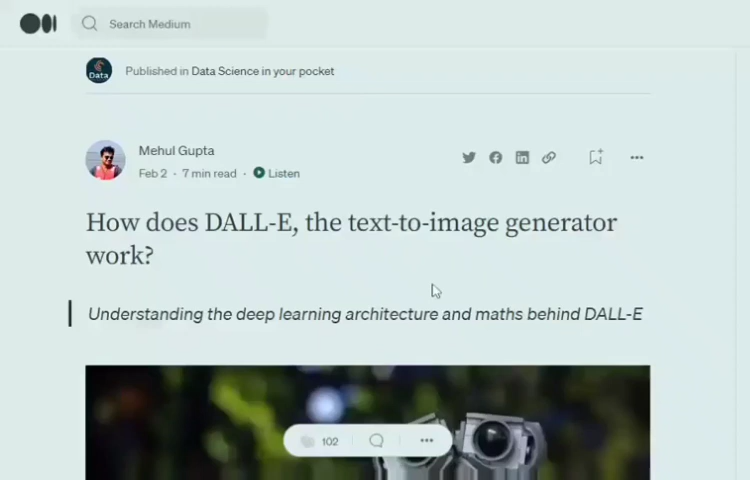 Search Medium
Data
Published in Data Science in your pocket
Mehul Gupta
Feb 2 · 7 min read · Listen
How does DALL-E, the text-to-image generator
work?
Understanding the deep learning architecture and maths behind DALL-E
102